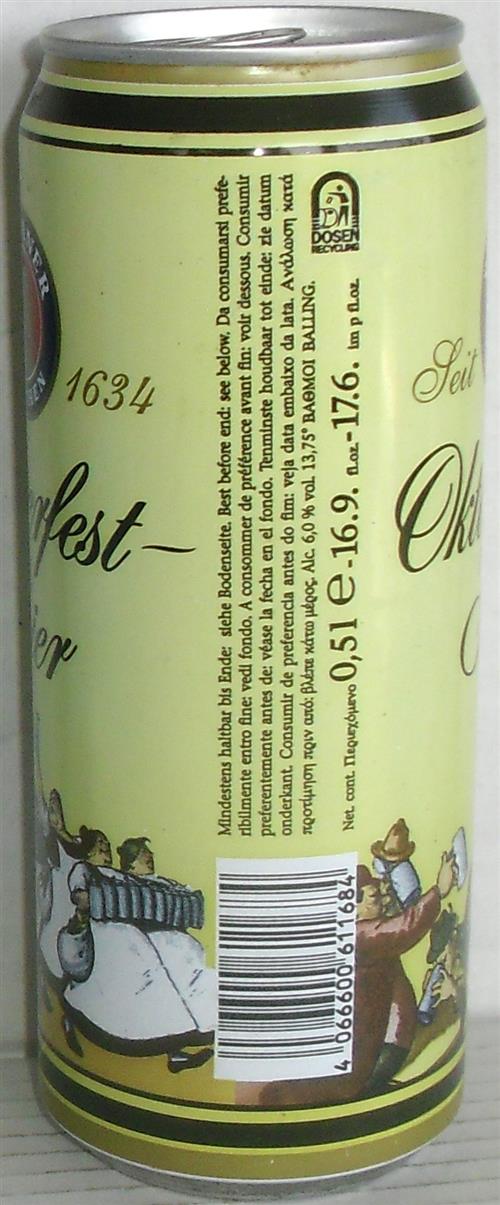 NER
EN
1634
rfest-
ier
Mindestens haltbar bis Ende: siehe Bodenseite. Best before end: see below. Da consumarsi prefe-
ribilmente entro fine: vedi fondo. A consommer de préférence avant fin: voir dessous. Consumir
preferentemente antes de: véase la fecha en el fondo. Tenminste houdbaar tot einde: zie datum
onderkant. Consumir de preferencia antes do fim: veja data embaixo da lata. Ανάλωση κατά
προτίμηση πριν από: βλέπε κάτω μέρος. Alc. 6,0 % vol. 13,75° ΒΑΘΜΟΙ BALLING.
Net. cont. Περιεχόμενο 0,5 l e -16.9. fl.oz.-17.6. im p fl.oz.
DOSEN
RECYCLING
4 066600 611684
Seit
Okt